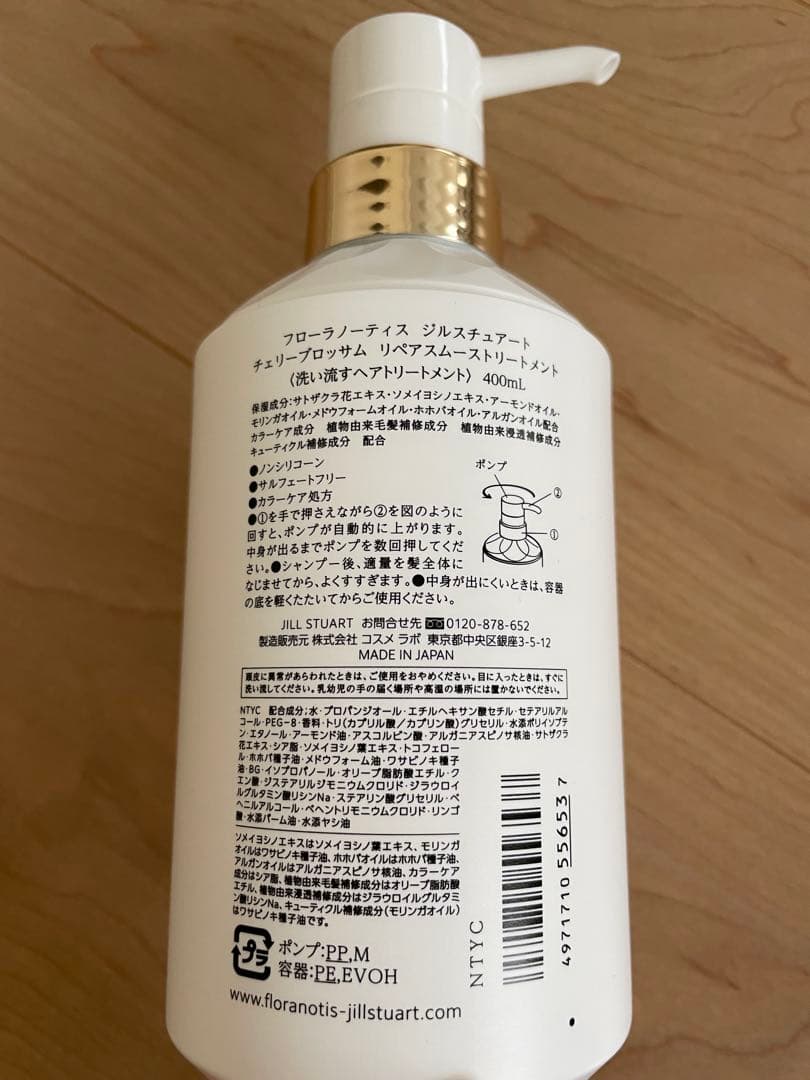 フローラノーティス ジルスチュアート
チェリーブロッサム リペアスムーストリートメント
〈洗い流すヘアトリートメント〉 400mL
保湿成分:サトザクラ花エキス・ソメイヨシノエキス・アーモンドオイル・
モリンガオイル・メドウフォームオイル・ホホバオイル・アルガンオイル配合
カラーケア成分 植物由来毛髪補修成分 植物由来浸透補修成分
キューティクル補修成分 配合
●ノンシリコーン
●サルフェートフリー
●カラーケア処方
●①を手で押さえながら②を図のように
回すと、ポンプが自動的に上がります。
中身が出るまでポンプを数回押してくだ
さい。●シャンプー後、適量を髪全体に
なじませてから、よくすすぎます。●中身が出にくいときは、容器
の底を軽くたたいてからご使用ください。
ポンプ
②
①
JILL STUART お問合せ先 0120-878-652
製造販売元 株式会社 コスメ ラボ 東京都中央区銀座3-5-12
MADE IN JAPAN
頭皮に異常があらわれたときは、ご使用をおやめください。目に入ったときは、すぐに
洗い流してください。乳幼児の手の届く場所や高温の場所には置かないでください。
NTYC 配合成分:水・プロパンジオール・エチルヘキサン酸セチル・セテアリルアル
コール・PEG-8・香料・トリ(カプリル酸/カプリン酸)グリセリル・水添ポリイソブテ
ン・エタノール・アーモンド油・アスコルビン酸・アルガニアスピノサ核油・サトザクラ
花エキス・シア脂・ソメイヨシノ葉エキス・トコフェロー
ル・ホホバ種子油・メドウフォーム油・ワサビノキ種子
油・BG・イソプロパノール・オリーブ脂肪酸エチル・ク
エン酸・ジステアリルジモニウムクロリド・ジラウロイ
ルグルタミン酸リシンNa・ステアリン酸グリセリル・ベ
ヘニルアルコール・ベヘントリモニウムクロリド・リンゴ
酸・水添パーム油・水添ヤシ油
ソメイヨシノエキスはソメイヨシノ葉エキス、モリンガ
オイルはワサビノキ種子油、ホホバオイルはホホバ種子油、
アルガンオイルはアルガニアスピノサ核油、カラーケア
成分はシア脂、植物由来毛髪補修成分はオリーブ脂肪酸
エチル、植物由来浸透補修成分はジラウロイルグルタミ
ン酸リシンNa、キューティクル補修成分(モリンガオイル)
はワサビノキ種子油です。
プラ
ポンプ:PP,M
容器:PE,EVOH
www.floranotis-jillstuart.com
NTYC
4971710 556537